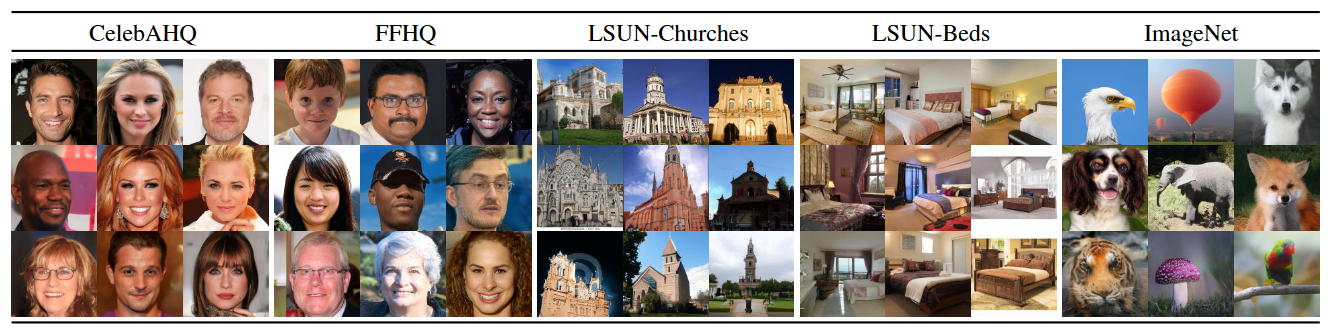 CelebAHQ
FFHQ
LSUN-Churches
LSUN-Beds
ImageNet